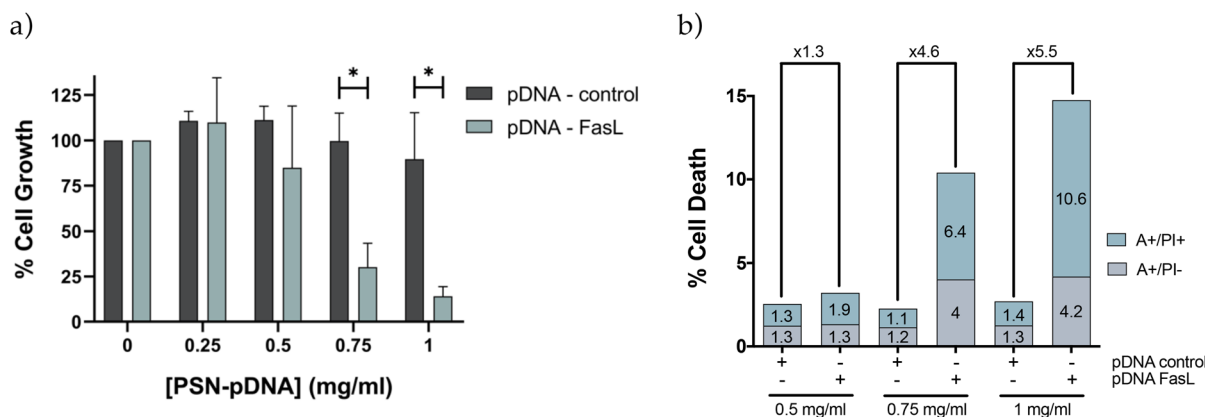 a)
% Cell Growth
125
100
75
50
25
0
* *
pDNA - control
pDNA - FasL
0 0.25 0.5 0.75 1
[PSN-pDNA] (mg/ml)
b)
x1.3 x4.6 x5.5
% Cell Death
15
10
5
0
1.3 1.9 1.1 6.4 1.4 10.6
1.3 1.3 1.2 4 1.3 4.2
A+/PI+
A+/PI-
+ - + - + - pDNA control
- + - + - + pDNA FasL
0.5 mg/ml 0.75 mg/ml 1 mg/ml